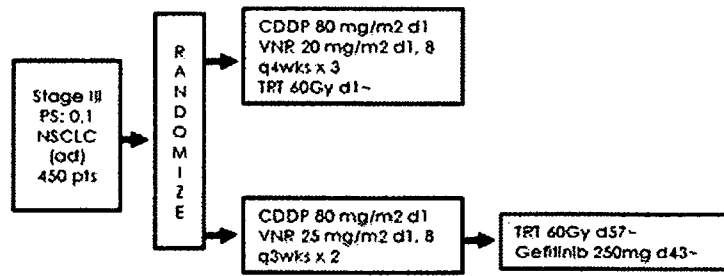 Stage III
PS: 0,1
NSCLC
(ad)
450 pts
RANDOMIZE
CDDP 80 mg/m2 d1
VNR 20 mg/m2 d1, 8
q4wks x 3
TRT 60Gy d1~
CDDP 80 mg/m2 d1
VNR 25 mg/m2 d1, 8
q3wks x 2
TRT 60Gy d57~
Gefitinib 250mg d43~